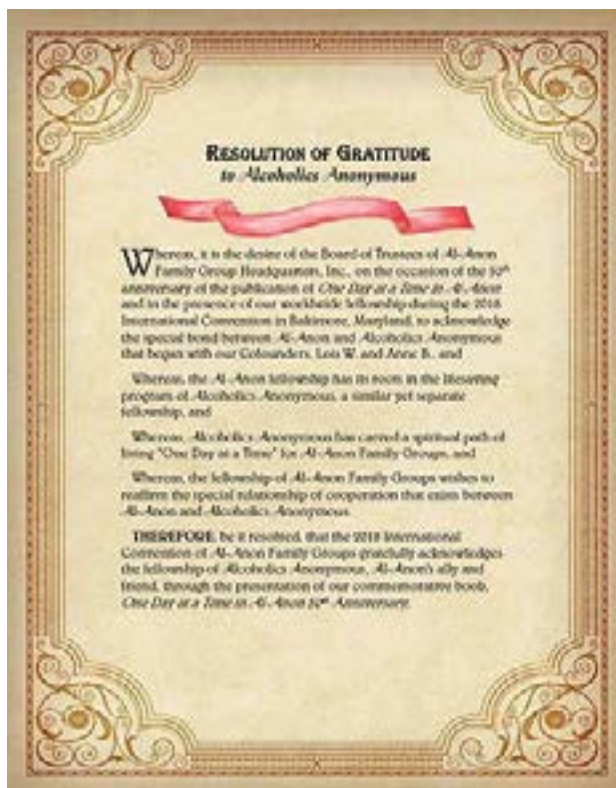 RESOLUTION OF GRATITUDE
to Alcoholics Anonymous
Whereas, it is the desire of the Board of Trustees of Al-Anon
Family Group Headquarters, Inc., on the occasion of the 50th
anniversary of the publication of One Day at a Time in Al-Anon
and in the presence of our worldwide fellowship during the 2018
International Convention in Baltimore, Maryland, to acknowledge
the special bond between Al-Anon and Alcoholics Anonymous
that began with our Cofounders, Lois W. and Anne B., and
Whereas, the Al-Anon fellowship has its roots in the lifesaving
program of Alcoholics Anonymous, a similar yet separate
fellowship, and
Whereas, Alcoholics Anonymous has carved a spiritual path of
living "One Day at a Time" for Al-Anon Family Groups, and
Whereas, the fellowship of Al-Anon Family Groups wishes to
reaffirm the special relationship of cooperation that exists between
Al-Anon and Alcoholics Anonymous.
THEREFORE, be it resolved, that the 2018 International
Convention of Al-Anon Family Groups gratefully acknowledges
the fellowship of Alcoholics Anonymous, Al-Anon's ally and
friend, through the presentation of our commemorative book,
One Day at a Time in Al-Anon 50th Anniversary.